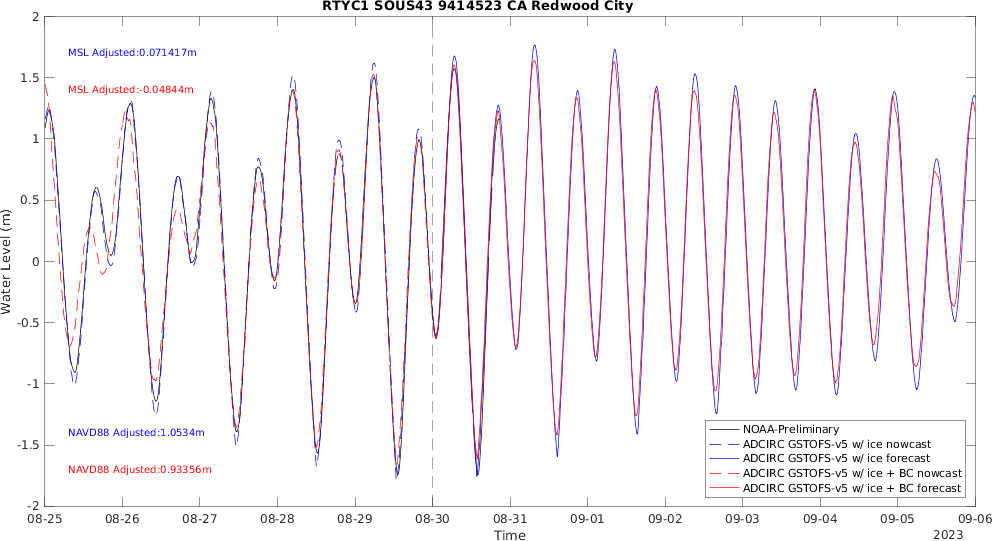 RTYC1 SOUS43 9414523 CA Redwood City
2
1.5
1
0.5
0
-0.5
-1
-1.5
-2
Water Level (m)
MSL Adjusted:0.071417m
MSL Adjusted:-0.04844m
NAVD88 Adjusted:1.0534m
NAVD88 Adjusted:0.93356m
NOAA-Preliminary
ADCIRC GSTOFS-v5 w/ ice nowcast
ADCIRC GSTOFS-v5 w/ ice forecast
ADCIRC GSTOFS-v5 w/ ice + BC nowcast
ADCIRC GSTOFS-v5 w/ ice + BC forecast
08-25 08-26 08-27 08-28 08-29 08-30 08-31 09-01 09-02 09-03 09-04 09-05 09-06
Time
2023